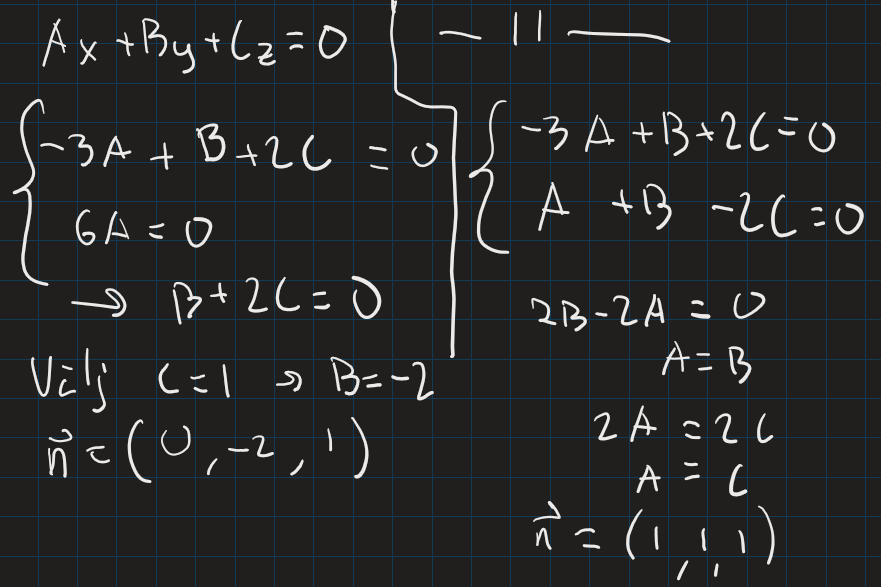 Ax + By + Cz = 0
-3A + B + 2C = 0
6A = 0
→ B + 2C = 0
Välj C = 1 → B = -2
n⃗ = (0, -2, 1)
— 11 —
-3A + B + 2C = 0
A + B - 2C = 0
2B - 2A = 0
A = B
2A = 2C
A = C
n⃗ = (1, 1, 1)